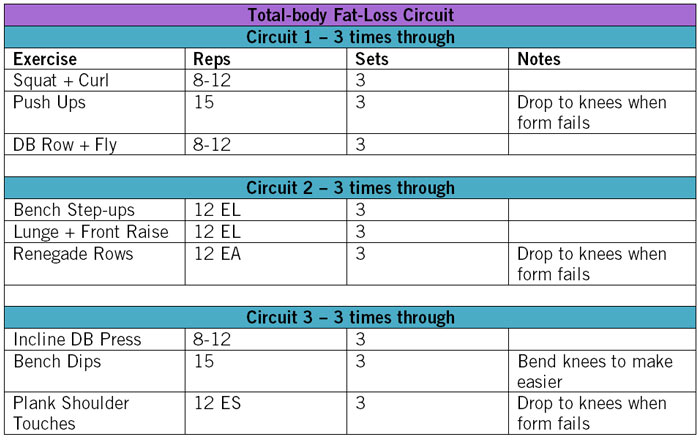 Total-body Fat-Loss Circuit
Circuit 1 – 3 times through
Exercise Reps Sets Notes
Squat + Curl 8-12 3
Push Ups 15 3 Drop to knees when
form fails
DB Row + Fly 8-12 3
Circuit 2 – 3 times through
Bench Step-ups 12 EL 3
Lunge + Front Raise 12 EL 3
Renegade Rows 12 EA 3 Drop to knees when
form fails
Circuit 3 – 3 times through
Incline DB Press 8-12 3
Bench Dips 15 3 Bend knees to make
easier
Plank Shoulder 12 ES 3 Drop to knees when
Touches form fails